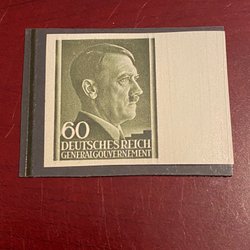 60
DEUTSCHES REICH
GENERALGOUVERNEMENT